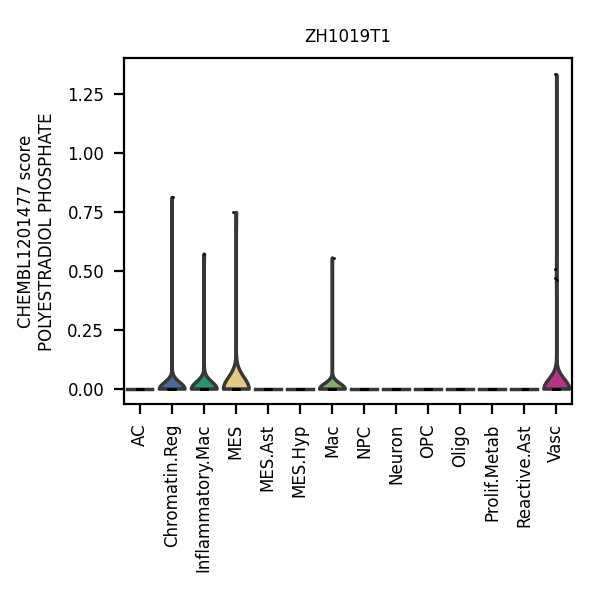 ZH1019T1
CHEMBL1201477 score
POLYESTRADIOL PHOSPHATE
1.25
1.00
0.75
0.50
0.25
0.00
AC
Chromatin.Reg
Inflammatory.Mac
MES
MES.Ast
MES.Hyp
Mac
NPC
Neuron
OPC
Oligo
Prolif.Metab
Reactive.Ast
Vasc